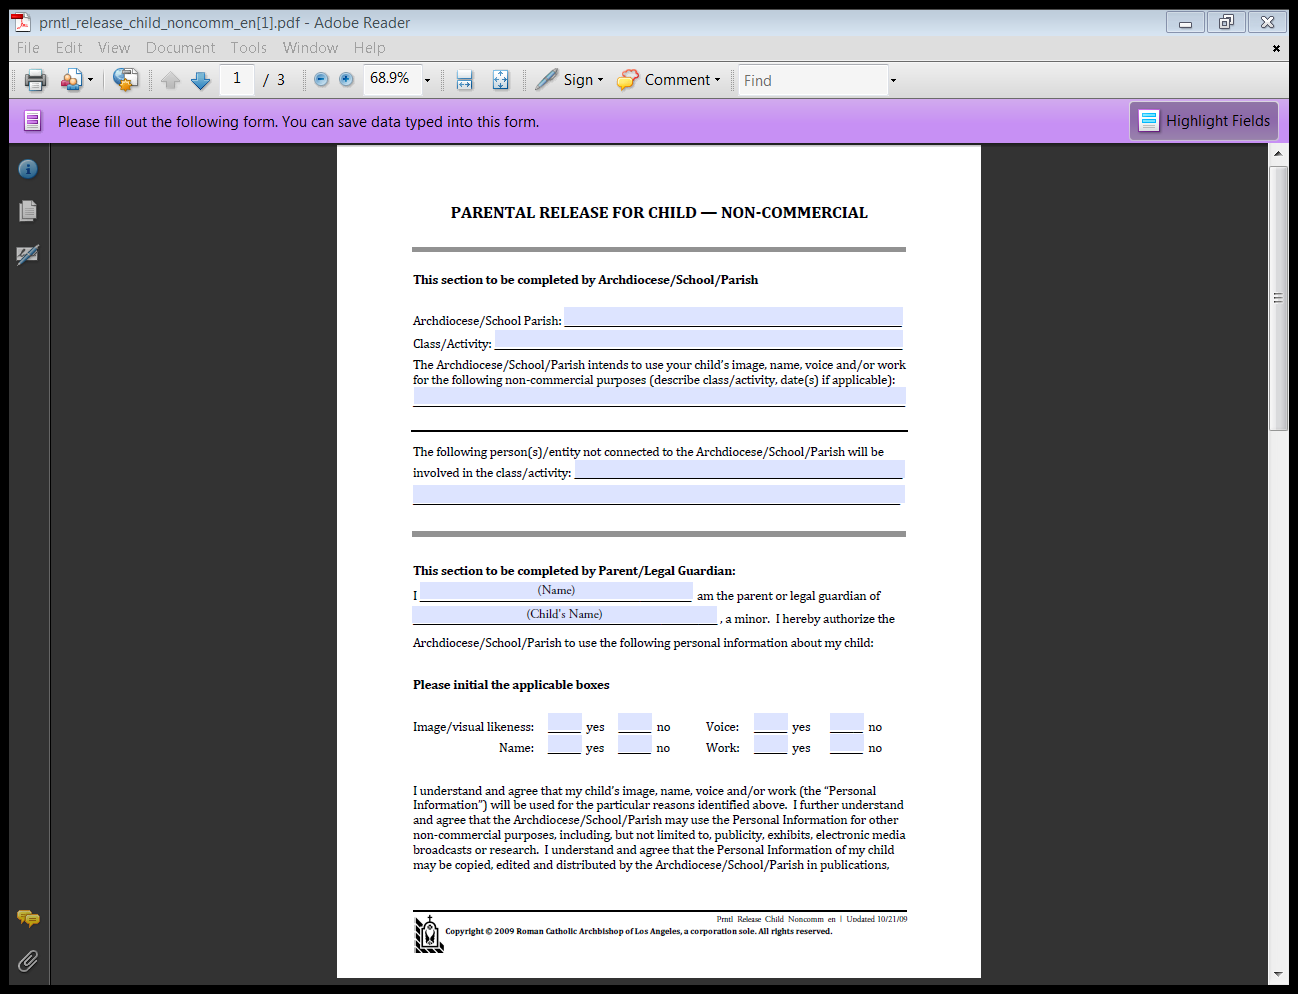 prntl_release_child_noncomm_en[1].pdf - Adobe Reader
File Edit View Document Tools Window Help
1 / 3 68.9% Sign Comment Find
Please fill out the following form. You can save data typed into this form.
Highlight Fields
PARENTAL RELEASE FOR CHILD — NON-COMMERCIAL
This section to be completed by Archdiocese/School/Parish
Archdiocese/School Parish:
Class/Activity:
The Archdiocese/School/Parish intends to use your child's image, name, voice and/or work
for the following non-commercial purposes (describe class/activity, date(s) if applicable):
The following person(s)/entity not connected to the Archdiocese/School/Parish will be
involved in the class/activity:
This section to be completed by Parent/Legal Guardian:
I (Name) am the parent or legal guardian of
(Child's Name) , a minor. I hereby authorize the
Archdiocese/School/Parish to use the following personal information about my child:
Please initial the applicable boxes
Image/visual likeness: yes no Voice: yes no
Name: yes no Work: yes no
I understand and agree that my child's image, name, voice and/or work (the “Personal
Information”) will be used for the particular reasons identified above. I further understand
and agree that the Archdiocese/School/Parish may use the Personal Information for other
non-commercial purposes, including, but not limited to, publicity, exhibits, electronic media
broadcasts or research. I understand and agree that the Personal Information of my child
may be copied, edited and distributed by the Archdiocese/School/Parish in publications,
Prntl_Release_Child_Noncomm_en | Updated 10/21/09
Copyright © 2009 Roman Catholic Archbishop of Los Angeles, a corporation sole. All rights reserved.